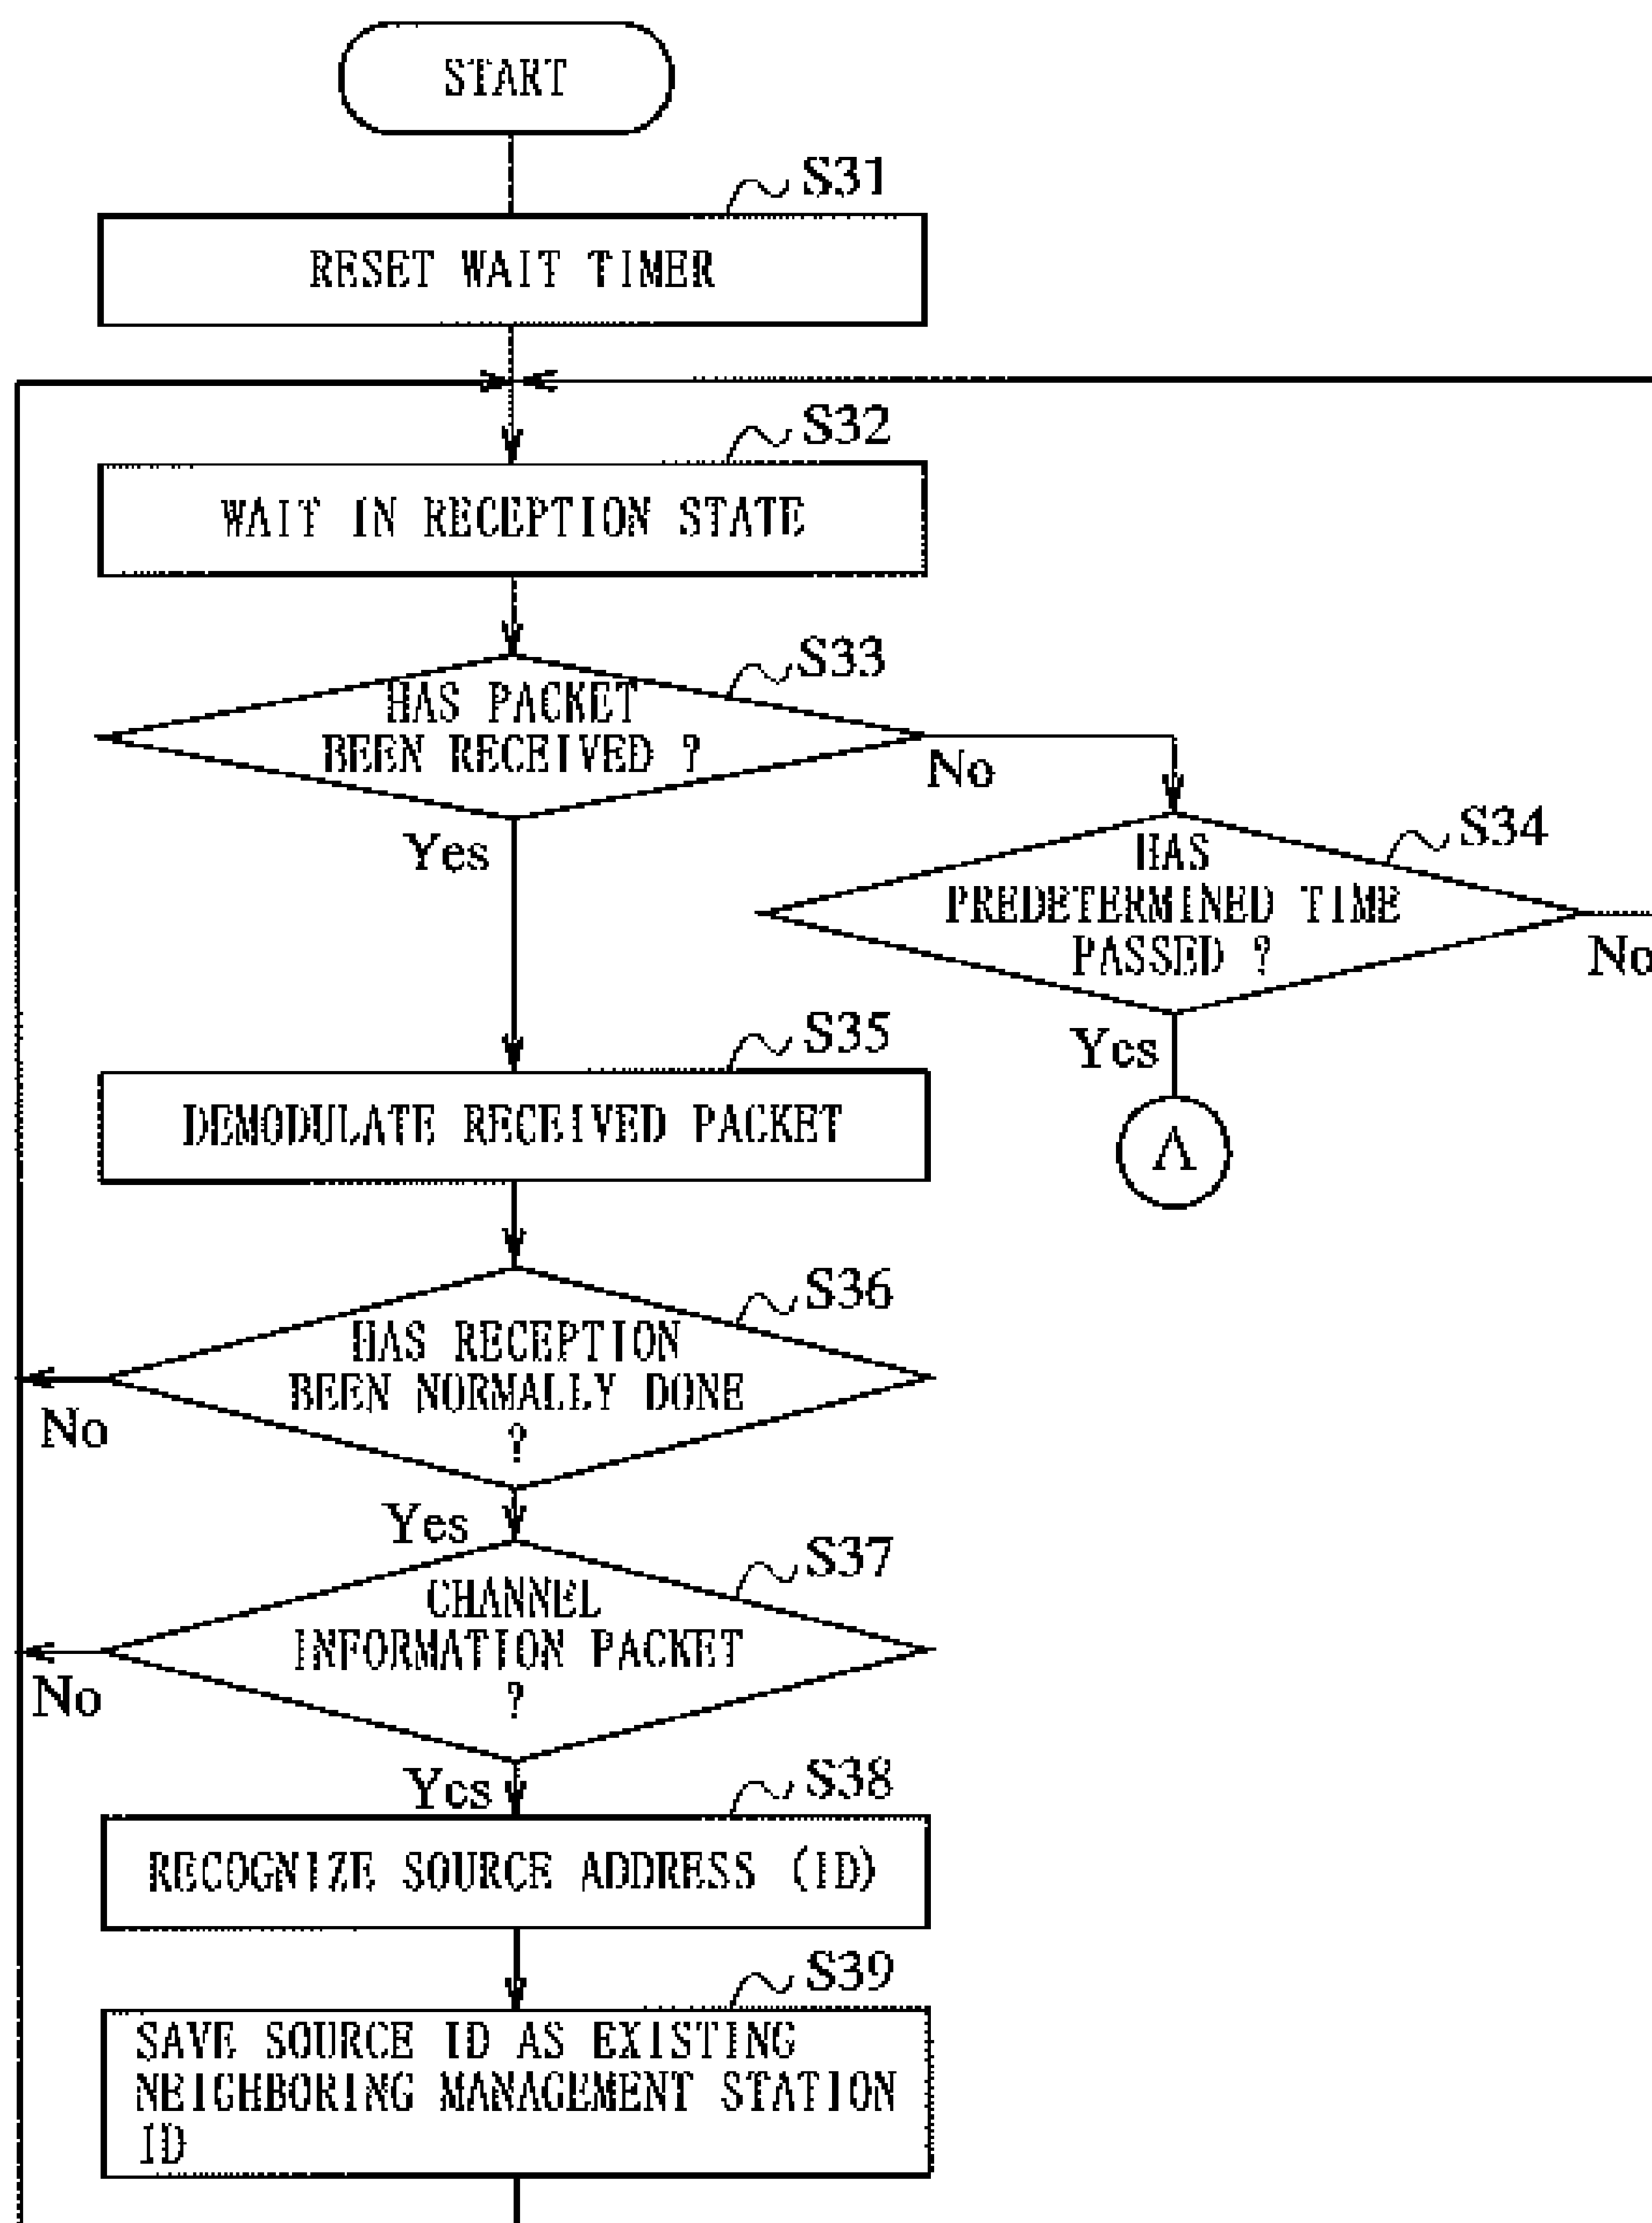 START
S31
RESET WAIT TIMER
S32
WAIT IN RECEPTION STATE
S33
HAS PACKET
BEEN RECEIVED ?
No
Yes
S34
HAS
PREDETERMINED TIME
PASSED ?
No
Yes
A
S35
DEMODULATE RECEIVED PACKET
S36
HAS RECEPTION
BEEN NORMALLY DONE
?
No
Yes
S37
CHANNEL
INFORMATION PACKET
?
No
Yes
S38
RECOGNIZE SOURCE ADDRESS (ID)
S39
SAVE SOURCE ID AS EXISTING
NEIGHBORING MANAGEMENT STATION
ID